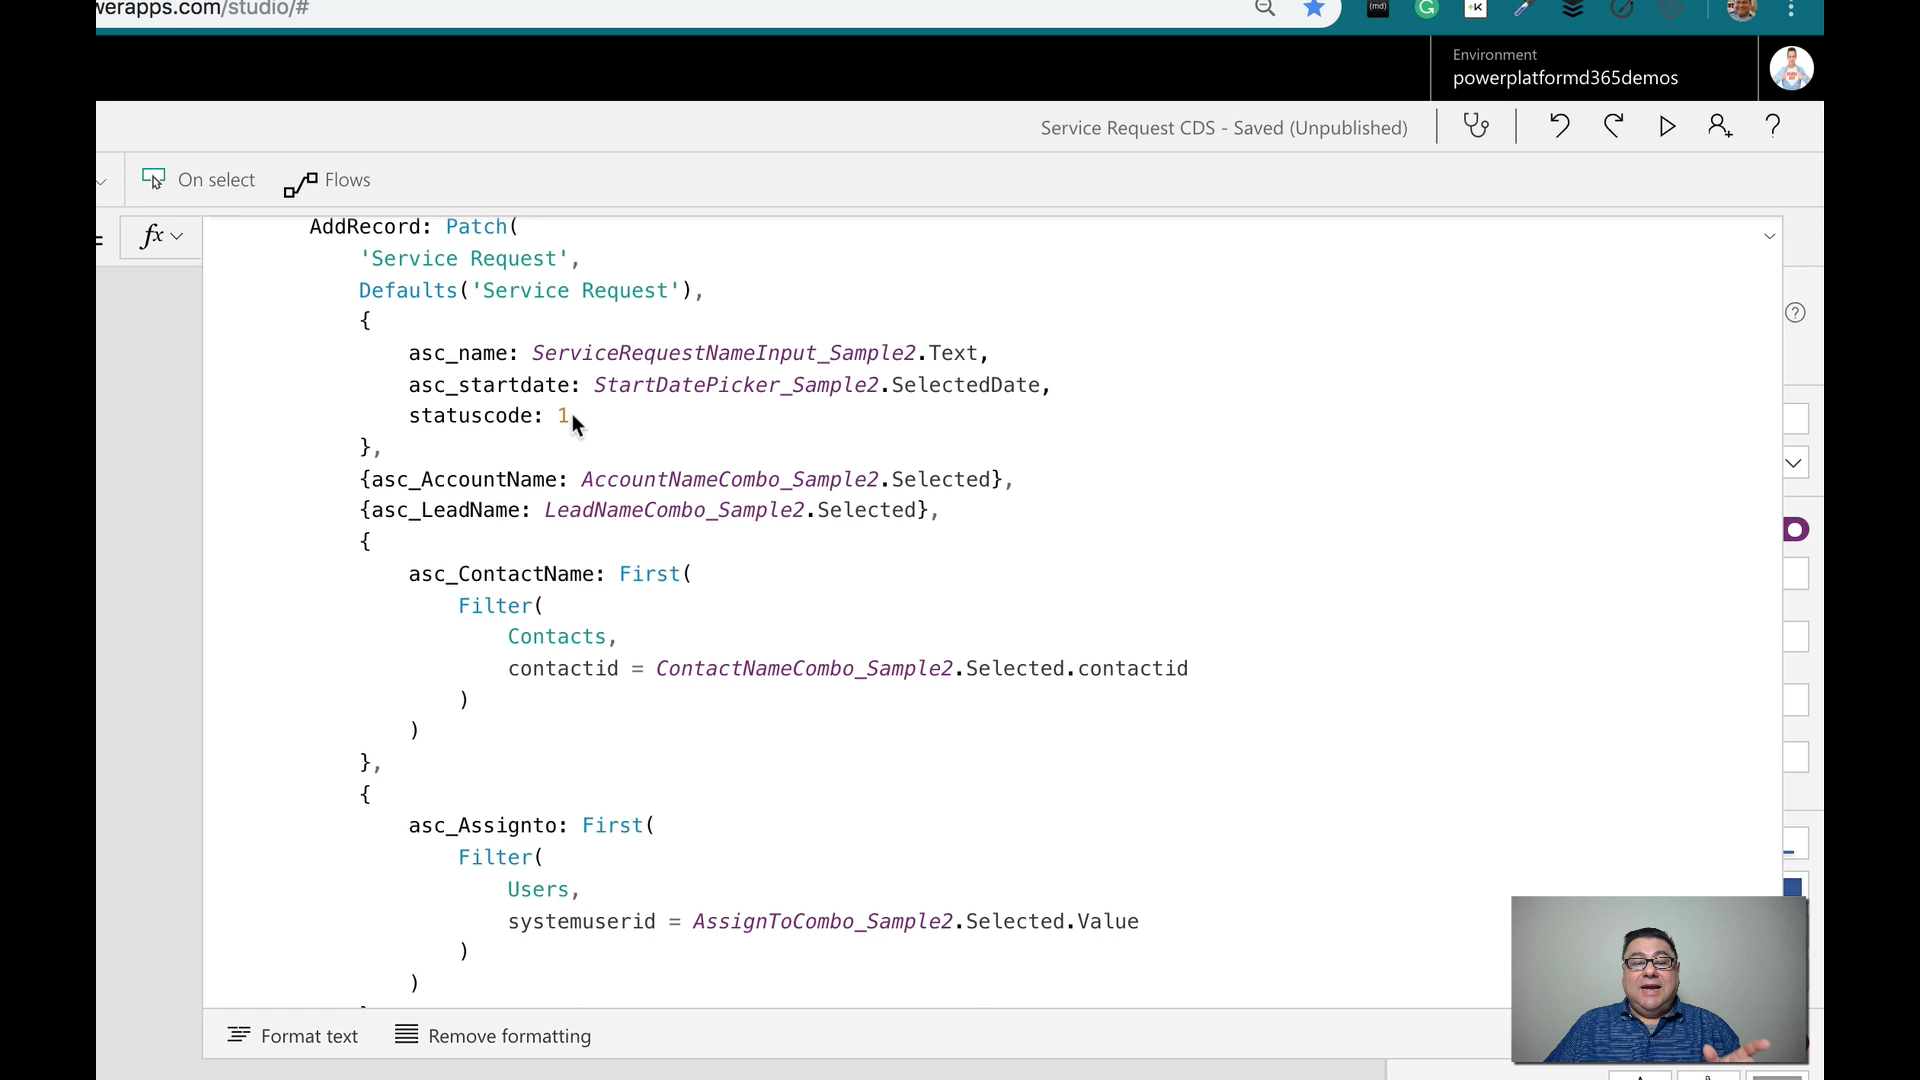 werapps.com/studio/#
(md)
G
+K
Environment
powerplatformd365demos
Service Request CDS - Saved (Unpublished)
?
On select
Flows
=
fx
?
AddRecord: Patch(
'Service Request',
Defaults('Service Request'),
{
asc_name: ServiceRequestNameInput_Sample2.Text,
asc_startdate: StartDatePicker_Sample2.SelectedDate,
statuscode: 1
},
{asc_AccountName: AccountNameCombo_Sample2.Selected},
{asc_LeadName: LeadNameCombo_Sample2.Selected},
{
asc_ContactName: First(
Filter(
Contacts,
contactid = ContactNameCombo_Sample2.Selected.contactid
)
)
},
{
asc_Assignto: First(
Filter(
Users,
systemuserid = AssignToCombo_Sample2.Selected.Value
)
)
Format text
Remove formatting